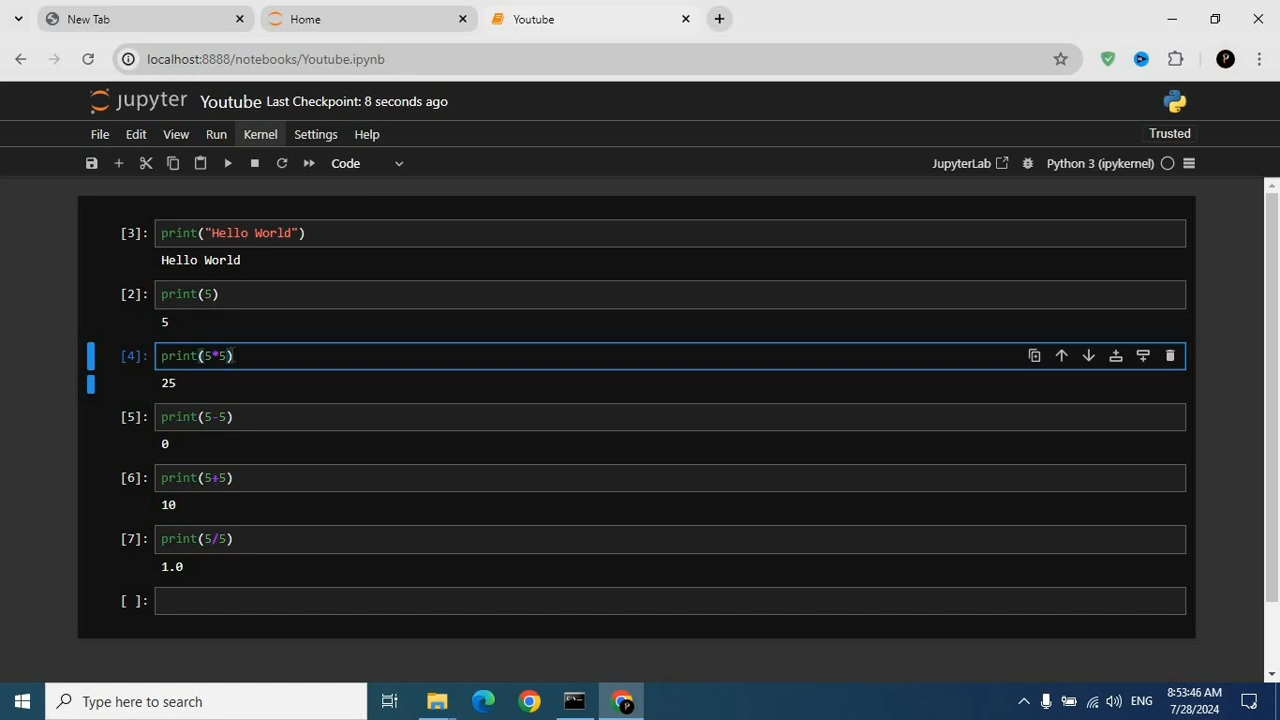 New Tab
Home
Youtube
localhost:8888/notebooks/Youtube.ipynb
P
jupyter Youtube Last Checkpoint: 8 seconds ago
File Edit View Run Kernel Settings Help
Trusted
Code
JupyterLab
Python 3 (ipykernel)
[3]: print("Hello World")
Hello World
[2]: print(5)
5
[4]: print(5*5)
25
[5]: print(5-5)
0
[6]: print(5+5)
10
[7]: print(5/5)
1.0
[ ]:
Type here to search
P
ENG
8:53:46 AM
7/28/2024